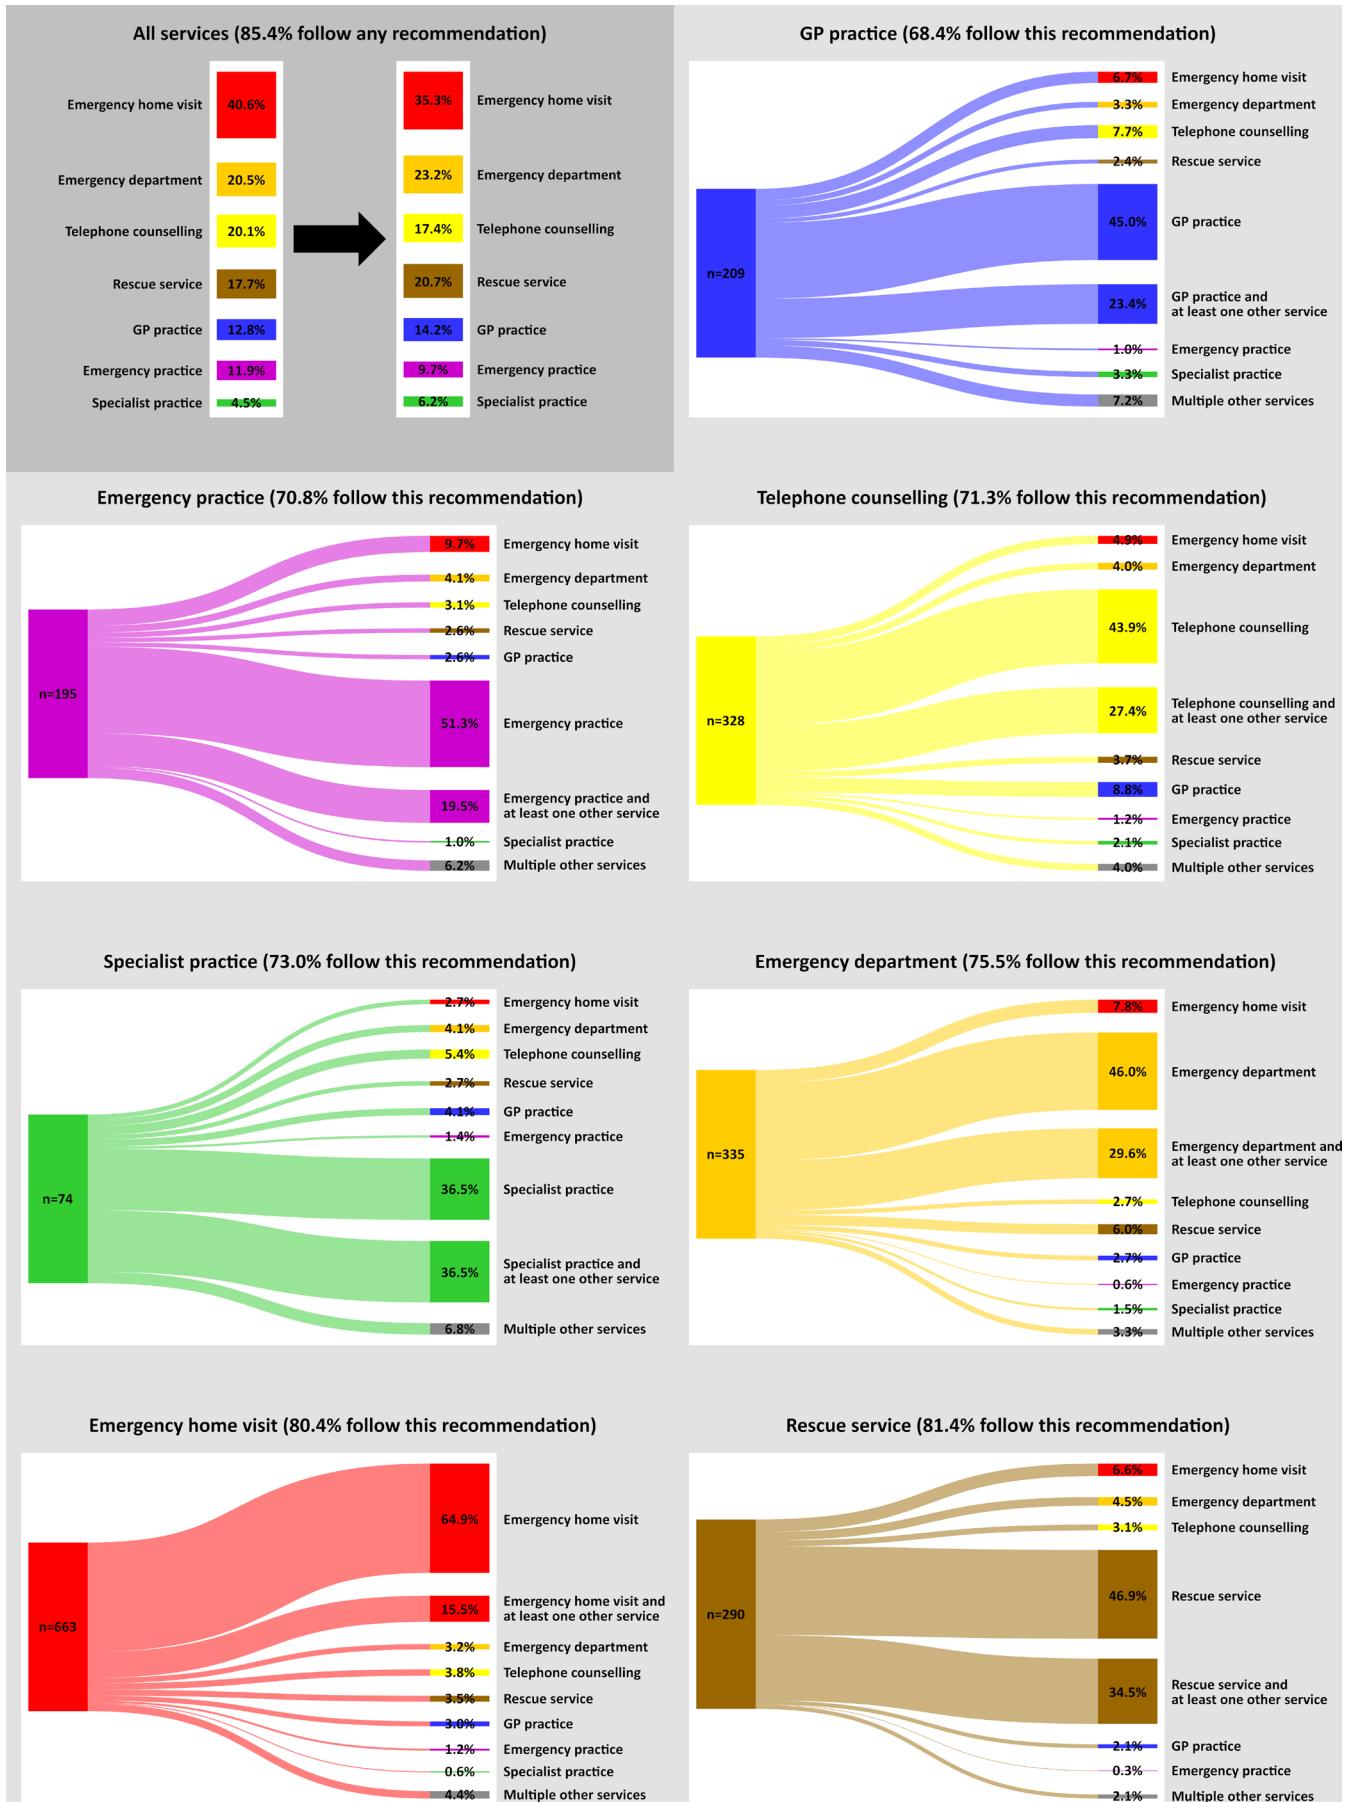 All services (85.4% follow any recommendation)
Emergency home visit 40.6% 35.3% Emergency home visit
Emergency department 20.5% 23.2% Emergency department
Telephone counselling 20.1% 17.4% Telephone counselling
Rescue service 17.7% 20.7% Rescue service
GP practice 12.8% 14.2% GP practice
Emergency practice 11.9% 9.7% Emergency practice
Specialist practice 4.5% 6.2% Specialist practice
GP practice (68.4% follow this recommendation)
n=209
6.7% Emergency home visit
3.3% Emergency department
7.7% Telephone counselling
2.4% Rescue service
45.0% GP practice
23.4% GP practice and
at least one other service
1.0% Emergency practice
3.3% Specialist practice
7.2% Multiple other services
Emergency practice (70.8% follow this recommendation)
n=195
9.7% Emergency home visit
4.1% Emergency department
3.1% Telephone counselling
2.6% Rescue service
2.6% GP practice
51.3% Emergency practice
19.5% Emergency practice and
at least one other service
1.0% Specialist practice
6.2% Multiple other services
Telephone counselling (71.3% follow this recommendation)
n=328
4.9% Emergency home visit
4.0% Emergency department
43.9% Telephone counselling
27.4% Telephone counselling and
at least one other service
3.7% Rescue service
8.8% GP practice
1.2% Emergency practice
2.1% Specialist practice
4.0% Multiple other services
Specialist practice (73.0% follow this recommendation)
n=74
2.7% Emergency home visit
4.1% Emergency department
5.4% Telephone counselling
2.7% Rescue service
4.1% GP practice
1.4% Emergency practice
36.5% Specialist practice
36.5% Specialist practice and
at least one other service
6.8% Multiple other services
Emergency department (75.5% follow this recommendation)
n=335
7.8% Emergency home visit
46.0% Emergency department
29.6% Emergency department and
at least one other service
2.7% Telephone counselling
6.0% Rescue service
2.7% GP practice
0.6% Emergency practice
1.5% Specialist practice
3.3% Multiple other services
Emergency home visit (80.4% follow this recommendation)
n=663
64.9% Emergency home visit
15.5% Emergency home visit and
at least one other service
3.2% Emergency department
3.8% Telephone counselling
3.5% Rescue service
3.0% GP practice
1.2% Emergency practice
0.6% Specialist practice
4.4% Multiple other services
Rescue service (81.4% follow this recommendation)
n=290
6.6% Emergency home visit
4.5% Emergency department
3.1% Telephone counselling
46.9% Rescue service
34.5% Rescue service and
at least one other service
2.1% GP practice
0.3% Emergency practice
2.1% Multiple other services